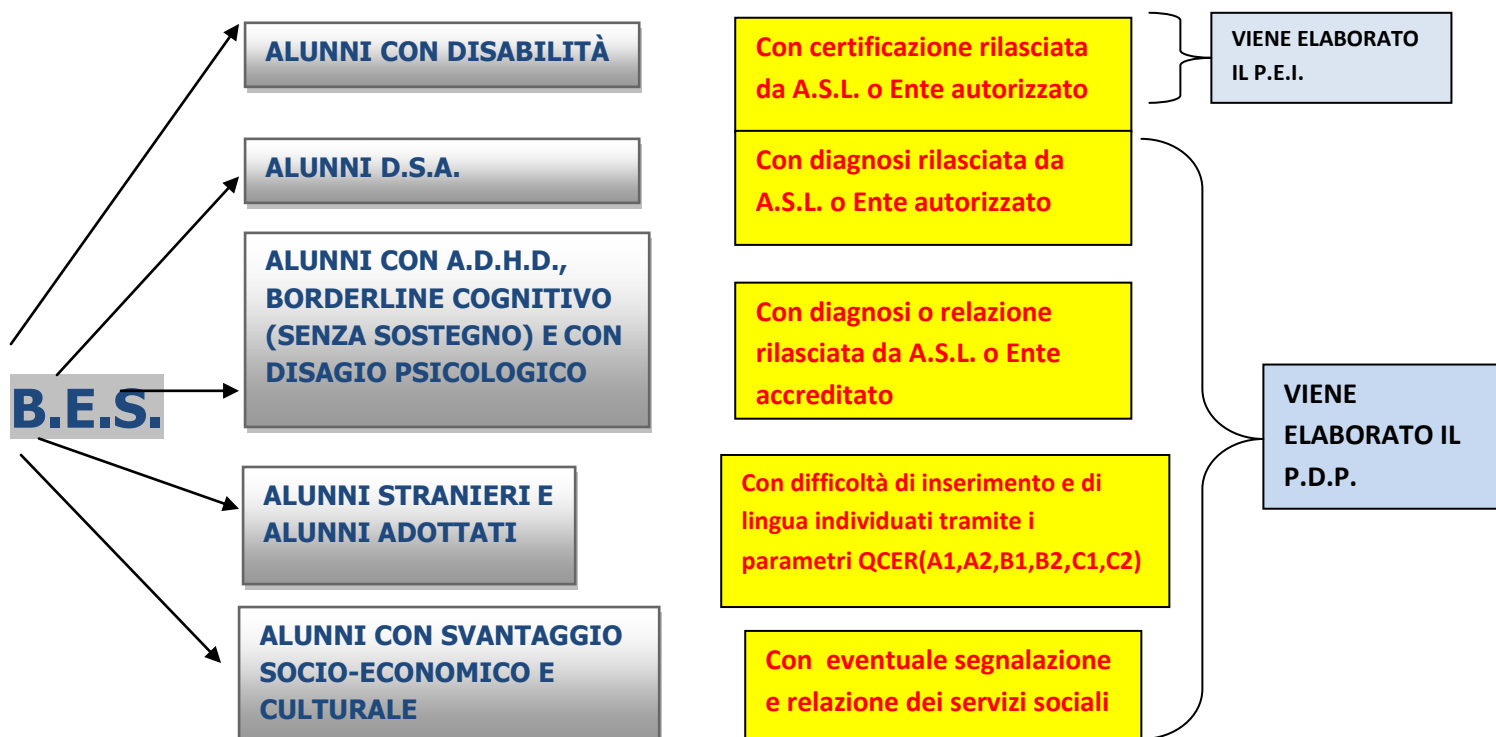 B.E.S.
ALUNNI CON DISABILITÀ
Con certificazione rilasciata
da A.S.L. o Ente autorizzato
VIENE ELABORATO
IL P.E.I.
ALUNNI D.S.A.
Con diagnosi rilasciata da
A.S.L. o Ente autorizzato
ALUNNI CON A.D.H.D.,
BORDERLINE COGNITIVO
(SENZA SOSTEGNO) E CON
DISAGIO PSICOLOGICO
Con diagnosi o relazione
rilasciata da A.S.L. o Ente
accreditato
ALUNNI STRANIERI E
ALUNNI ADOTTATI
Con difficoltà di inserimento e di
lingua individuati tramite i
parametri QCER(A1,A2,B1,B2,C1,C2)
ALUNNI CON SVANTAGGIO
SOCIO-ECONOMICO E
CULTURALE
Con  eventuale segnalazione
e relazione dei servizi sociali
VIENE
ELABORATO IL
P.D.P.